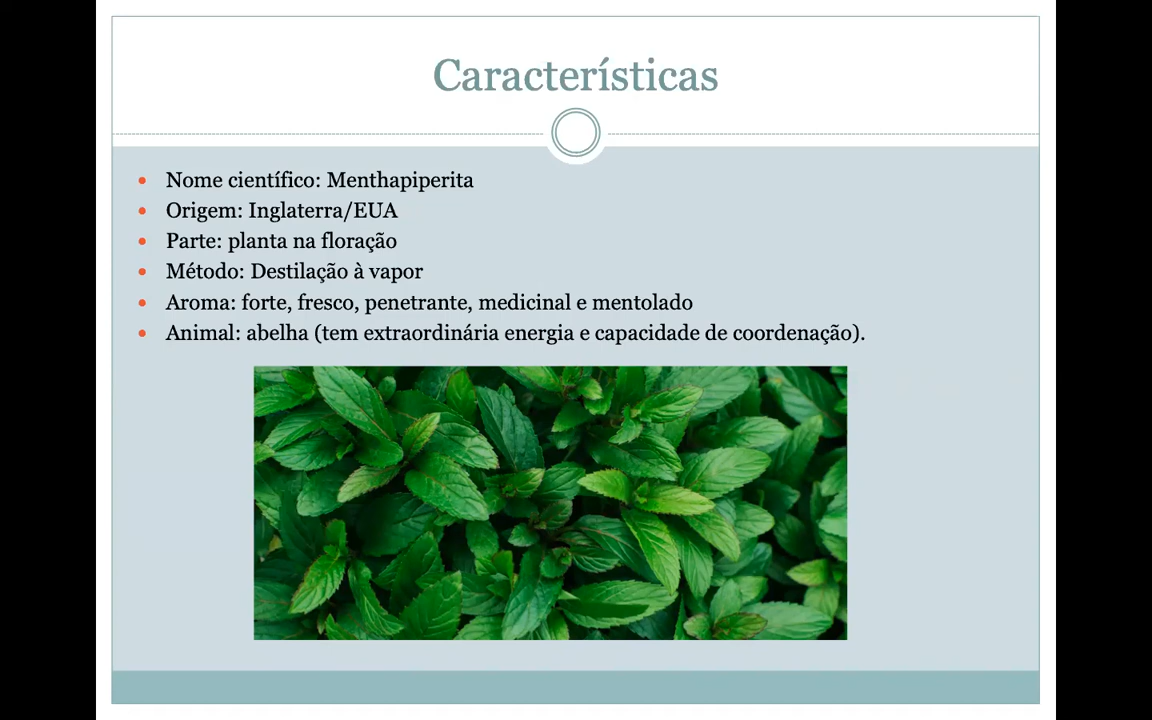 Características
Nome científico: Menthapiperita
Origem: Inglaterra/EUA
Parte: planta na floração
Método: Destilação à vapor
Aroma: forte, fresco, penetrante, medicinal e mentolado
Animal: abelha (tem extraordinária energia e capacidade de coordenação).